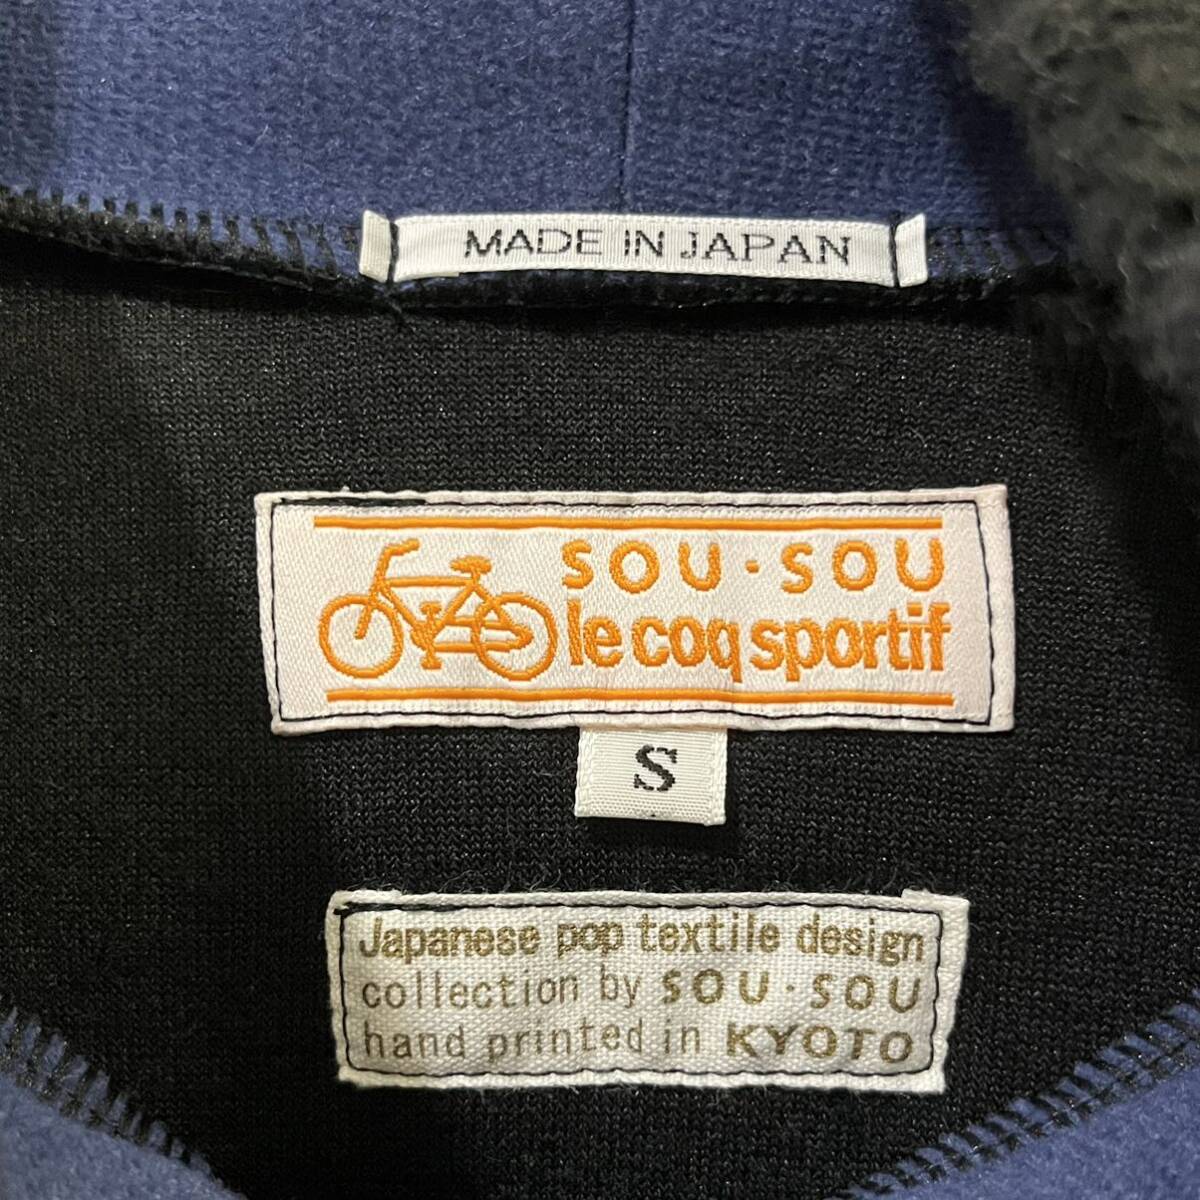 MADE IN JAPAN
SOU・SOU
le coq sportif
S
Japanese pop textile design
collection by SOU・SOU
hand printed in KYOTO